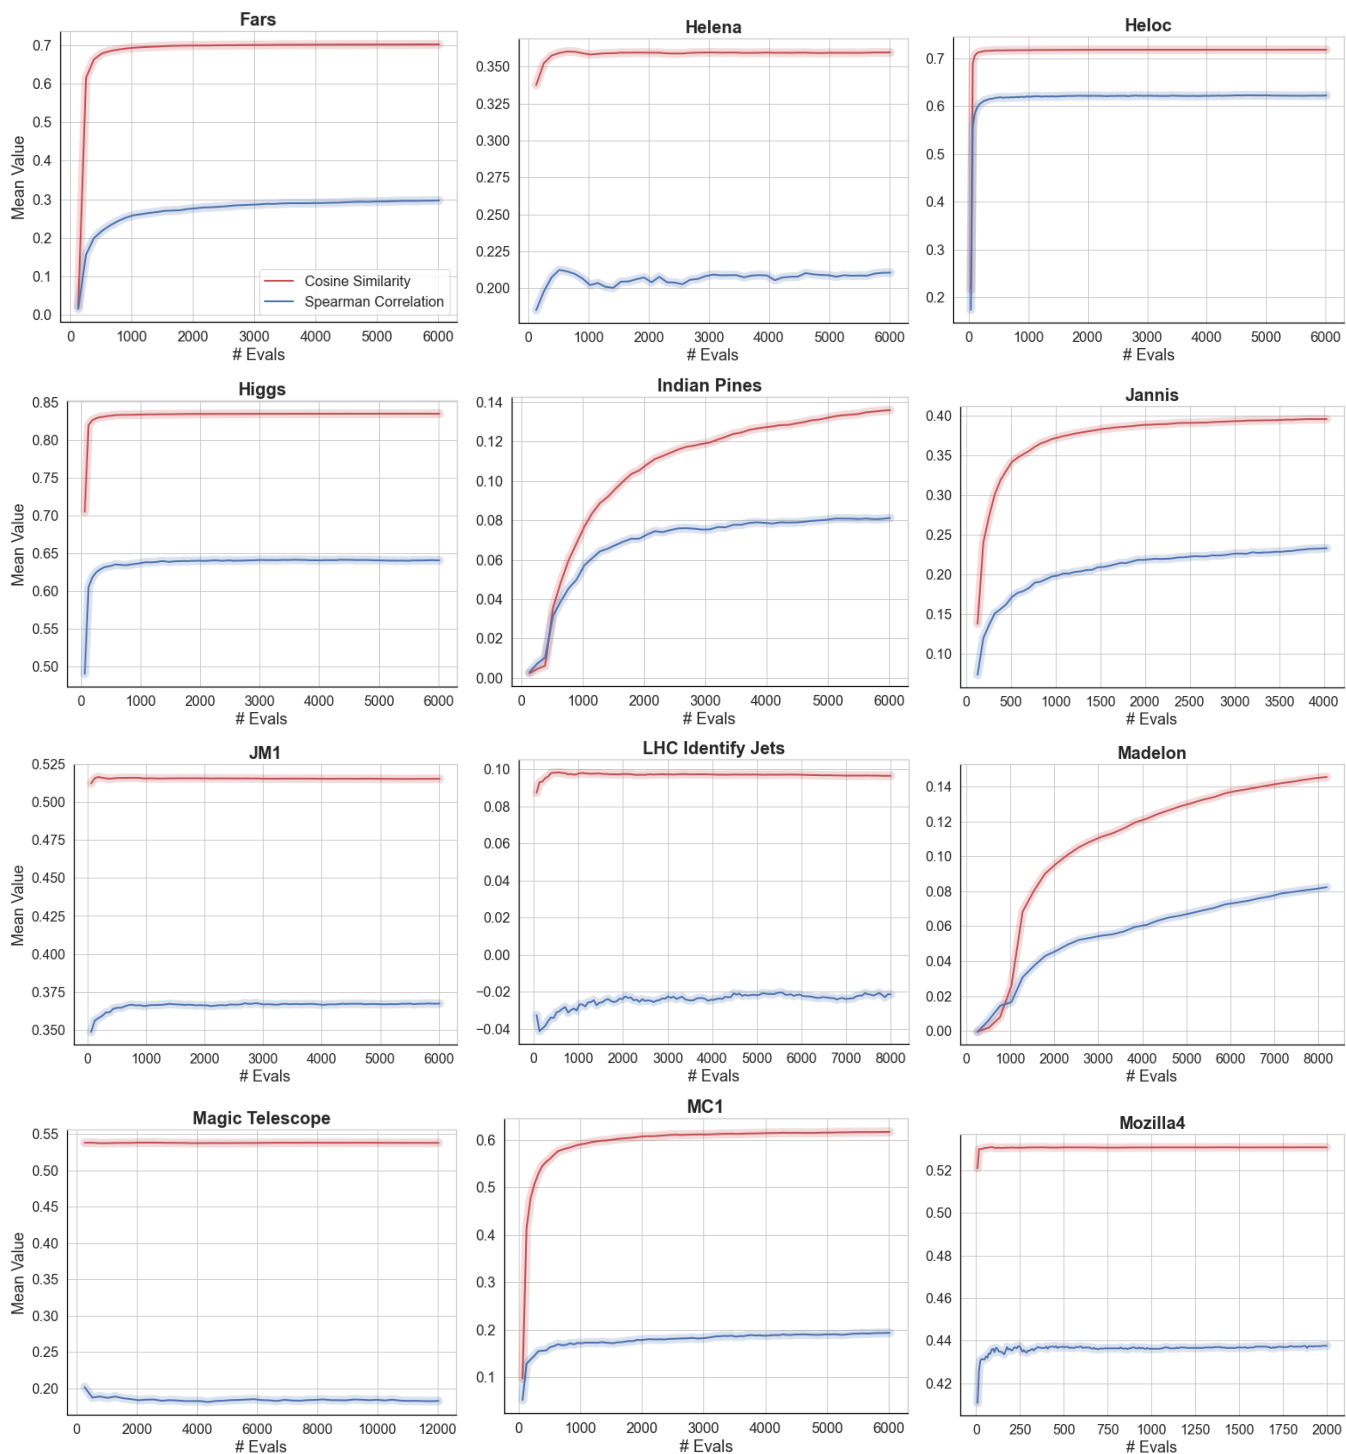 Fars
Mean Value
0.7
0.6
0.5
0.4
0.3
0.2
0.1
0.0
Cosine Similarity
Spearman Correlation
0 1000 2000 3000 4000 5000 6000
# Evals
Helena
0.350
0.325
0.300
0.275
0.250
0.225
0.200
0 1000 2000 3000 4000 5000 6000
# Evals
Heloc
0.7
0.6
0.5
0.4
0.3
0.2
0 1000 2000 3000 4000 5000 6000
# Evals
Higgs
Mean Value
0.85
0.80
0.75
0.70
0.65
0.60
0.55
0.50
0 1000 2000 3000 4000 5000 6000
# Evals
Indian Pines
0.14
0.12
0.10
0.08
0.06
0.04
0.02
0.00
0 1000 2000 3000 4000 5000 6000
# Evals
Jannis
0.40
0.35
0.30
0.25
0.20
0.15
0.10
0 500 1000 1500 2000 2500 3000 3500 4000
# Evals
JM1
Mean Value
0.525
0.500
0.475
0.450
0.425
0.400
0.375
0.350
0 1000 2000 3000 4000 5000 6000
# Evals
LHC Identify Jets
0.10
0.08
0.06
0.04
0.02
0.00
−0.02
−0.04
0 1000 2000 3000 4000 5000 6000 7000 8000
# Evals
Madelon
0.14
0.12
0.10
0.08
0.06
0.04
0.02
0.00
0 1000 2000 3000 4000 5000 6000 7000 8000
# Evals
Magic Telescope
Mean Value
0.55
0.50
0.45
0.40
0.35
0.30
0.25
0.20
0 2000 4000 6000 8000 10000 12000
# Evals
MC1
0.6
0.5
0.4
0.3
0.2
0.1
0 1000 2000 3000 4000 5000 6000
# Evals
Mozilla4
0.52
0.50
0.48
0.46
0.44
0.42
0 250 500 750 1000 1250 1500 1750 2000
# Evals